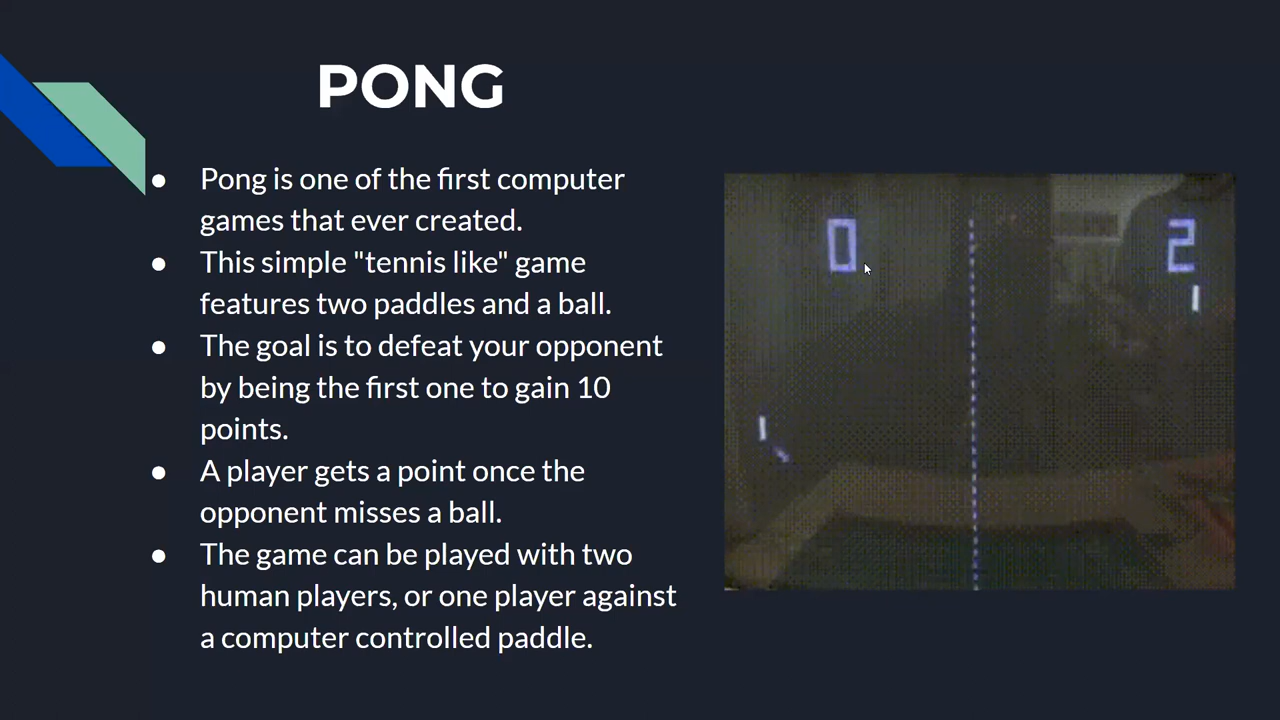 PONG
● Pong is one of the first computer
games that ever created.
● This simple "tennis like" game
features two paddles and a ball.
● The goal is to defeat your opponent
by being the first one to gain 10
points.
● A player gets a point once the
opponent misses a ball.
● The game can be played with two
human players, or one player against
a computer controlled paddle.
0 2